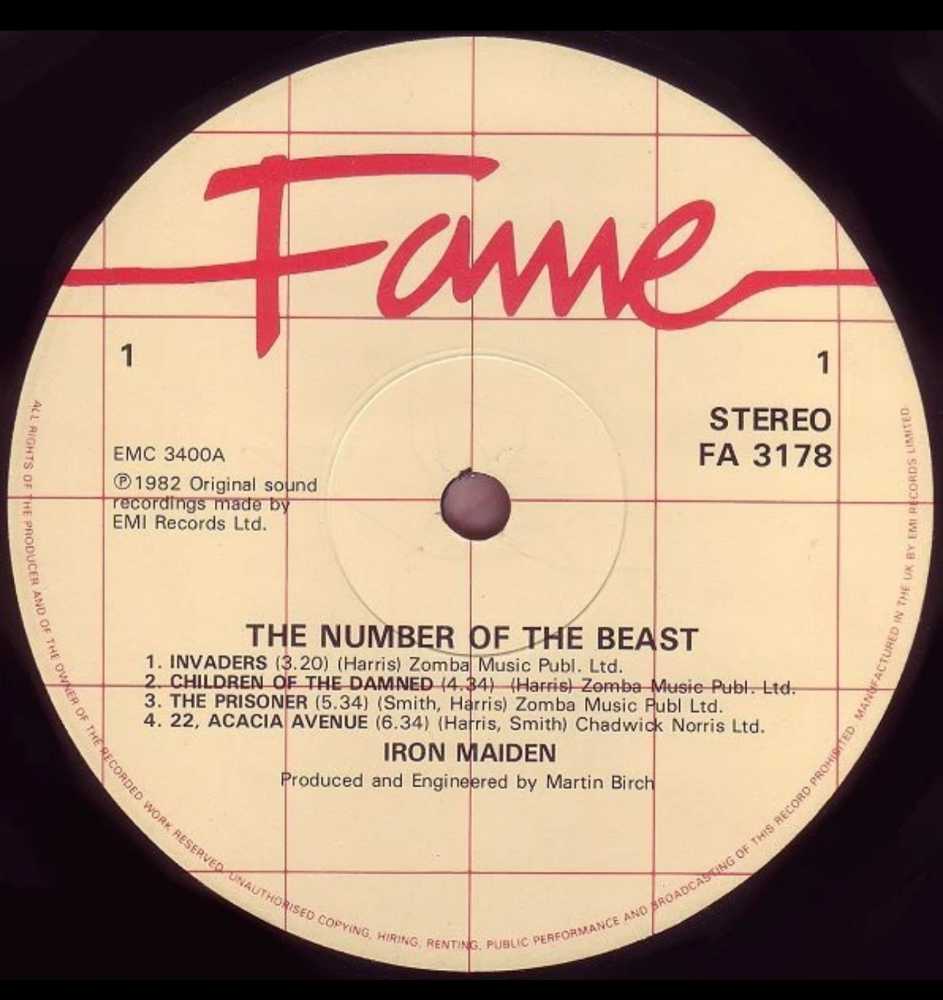 Fame
1
1
STEREO
FA 3178
EMC 3400A
℗ 1982 Original sound
recordings made by
EMI Records Ltd.
THE NUMBER OF THE BEAST
1. INVADERS (3.20) (Harris) Zomba Music Publ. Ltd.
2. CHILDREN OF THE DAMNED (4.34) (Harris) Zomba Music Publ. Ltd.
3. THE PRISONER (5.34) (Smith, Harris) Zomba Music Publ Ltd.
4. 22, ACACIA AVENUE (6.34) (Harris, Smith) Chadwick Norris Ltd.
IRON MAIDEN
Produced and Engineered by Martin Birch
ALL RIGHTS OF THE PRODUCER AND OF THE OWNER OF THE RECORDED WORK RESERVED. UNAUTHORISED COPYING, HIRING, RENTING, PUBLIC PERFORMANCE AND BROADCASTING OF THIS RECORD PROHIBITED. MANUFACTURED IN THE UK BY EMI RECORDS LIMITED.